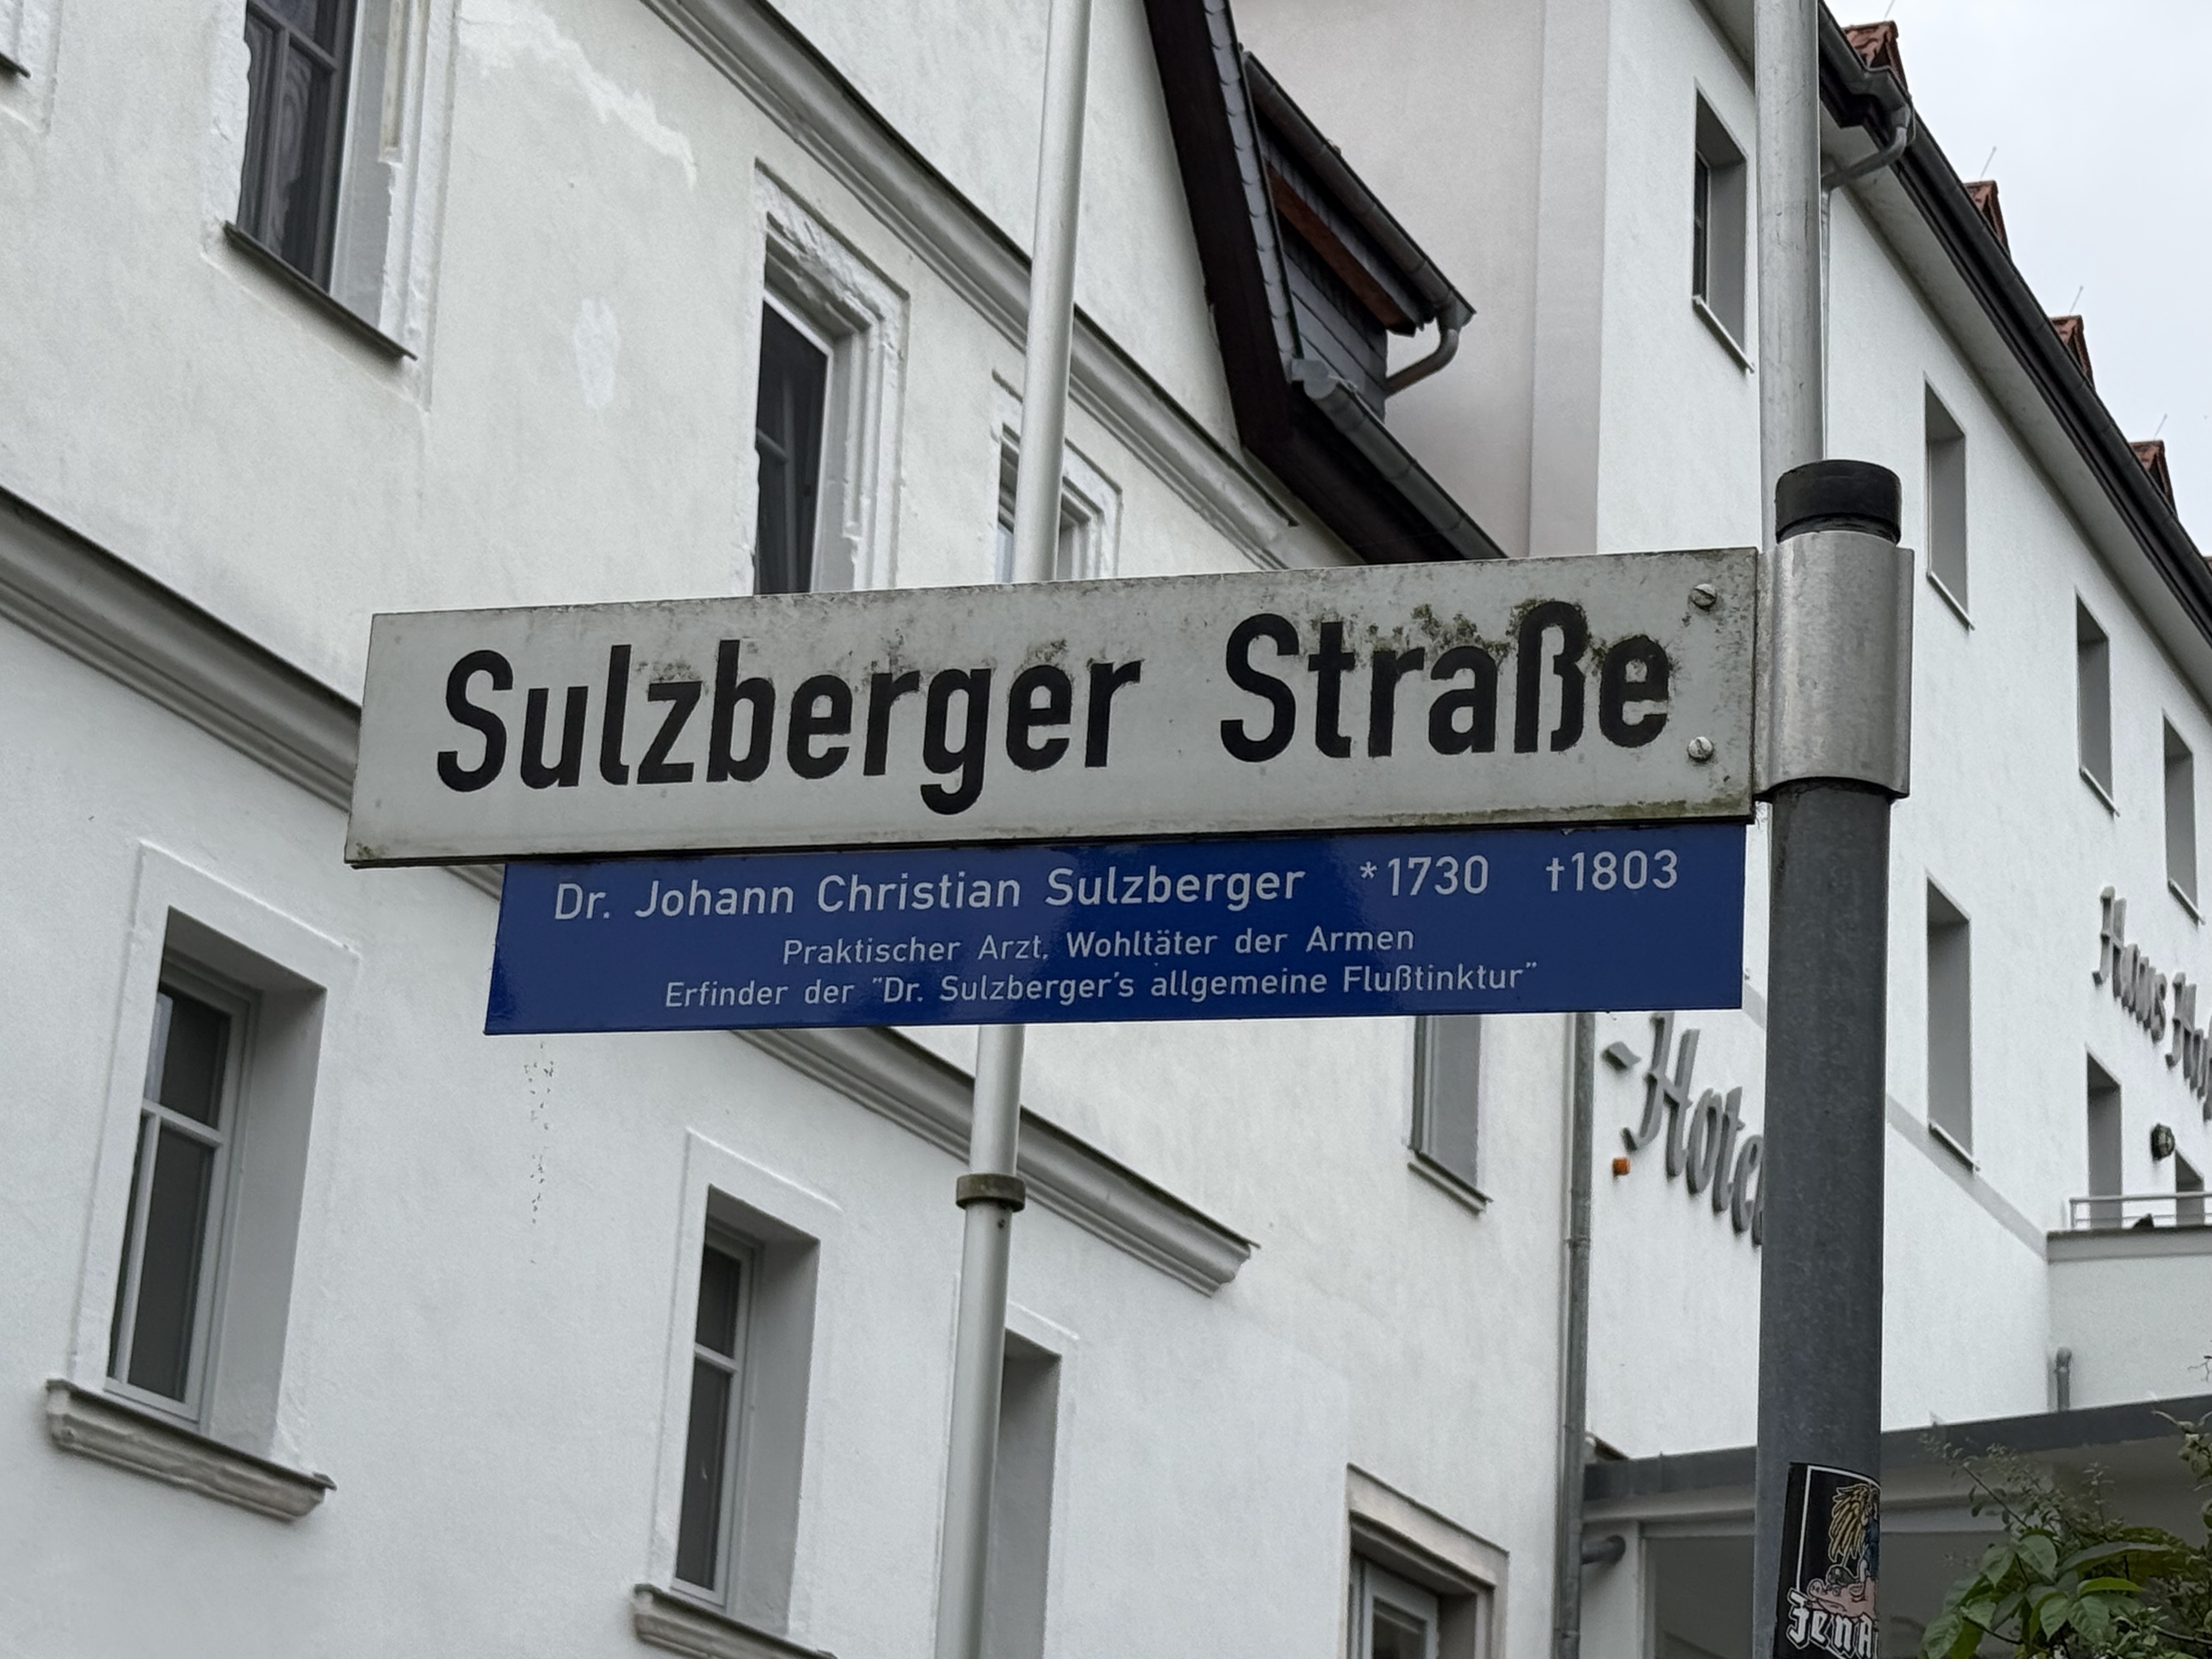 Sulzberger Straße
Dr. Johann Christian Sulzberger *1730 †1803
Praktischer Arzt, Wohltäter der Armen
Erfinder der "Dr. Sulzberger's allgemeine Flußtinktur"
Haus